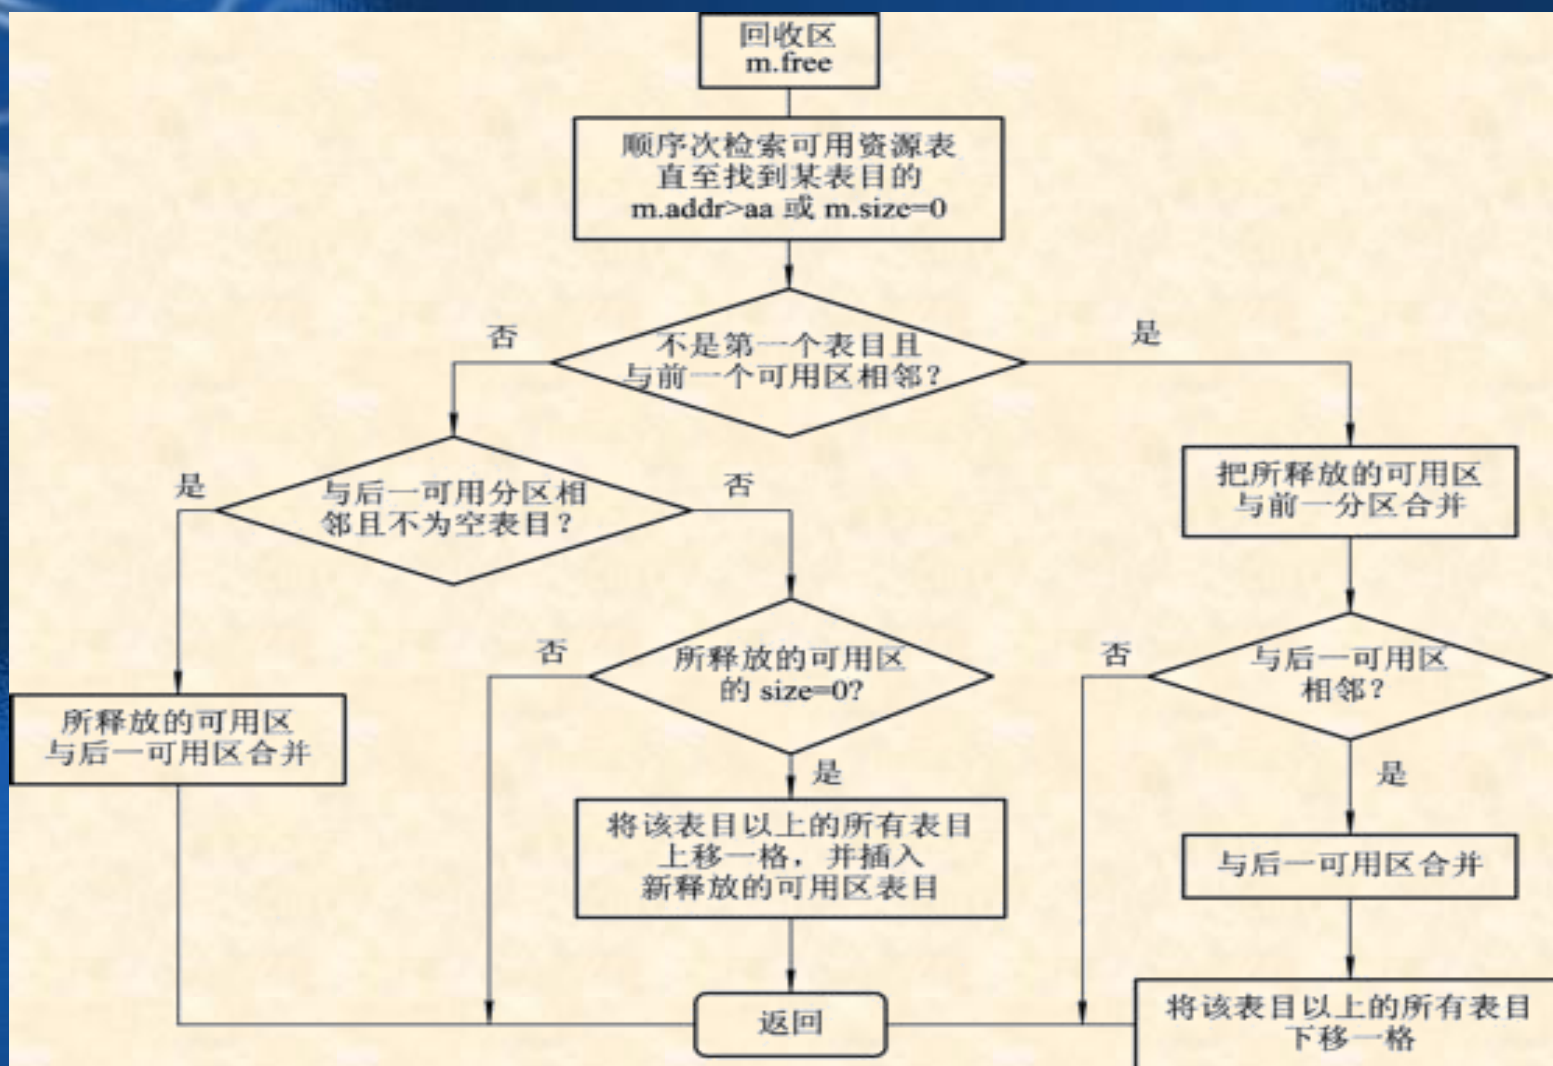 回收区
m.free
顺序次检索可用资源表
直至找到某表目的
m.addr>aa 或 m.size=0
不是第一个表目且
与前一个可用区相邻?
否
是
与后一可用分区相
邻且不为空表目?
是
否
把所释放的可用区
与前一分区合并
所释放的可用区
的 size=0?
否
是
与后一可用区
相邻?
否
是
所释放的可用区
与后一可用区合并
将该表目以上的所有表目
上移一格，并插入
新释放的可用区表目
与后一可用区合并
返回
将该表目以上的所有表目
下移一格